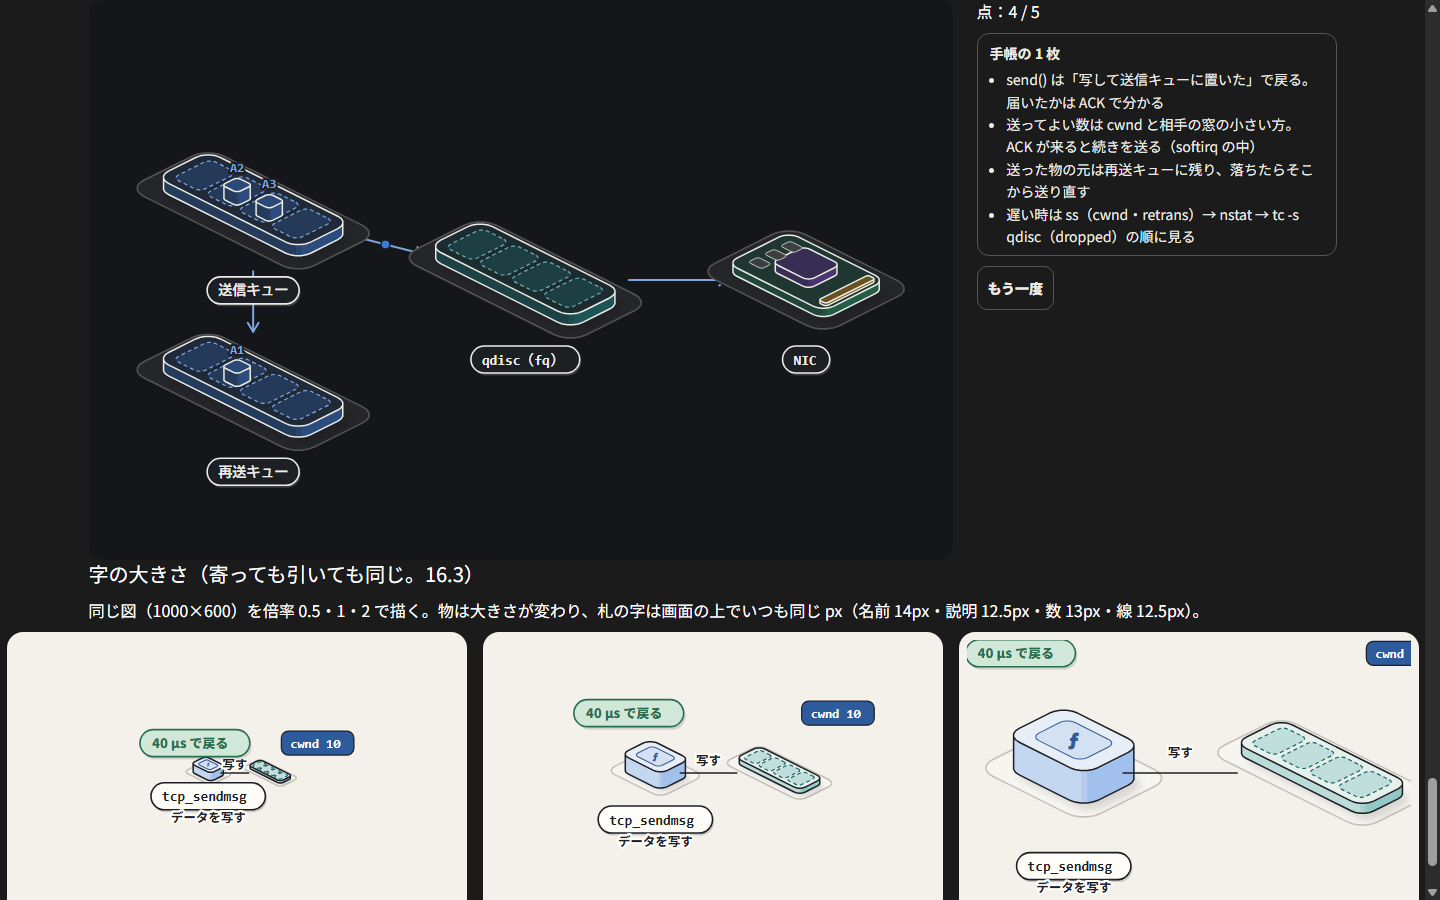 点：4 / 5
手帳の 1 枚
send() は「写して送信キューに置いた」で戻る。
届いたかは ACK で分かる
送ってよい数は cwnd と相手の窓の小さい方。
ACK が来ると続きを送る（softirq の中）
送った物の元は再送キューに残り、落ちたらそこ
から送り直す
遅い時は ss（cwnd・retrans）→ nstat → tc -s
qdisc（dropped）の順に見る
もう一度
A2
A3
送信キュー
qdisc (fq)
NIC
A1
再送キュー
字の大きさ（寄っても引いても同じ。16.3）
同じ図（1000×600）を倍率 0.5・1・2 で描く。物は大きさが変わり、札の字は画面の上でいつも同じ px（名前 14px・説明 12.5px・数 13px・線 12.5px）。
40 µs で戻る
cwnd 10
写す
tcp_sendmsg
データを写す
40 µs で戻る
cwnd 10
f
写す
tcp_sendmsg
データを写す
40 µs で戻る
cwnd
f
写す
tcp_sendmsg
データを写す